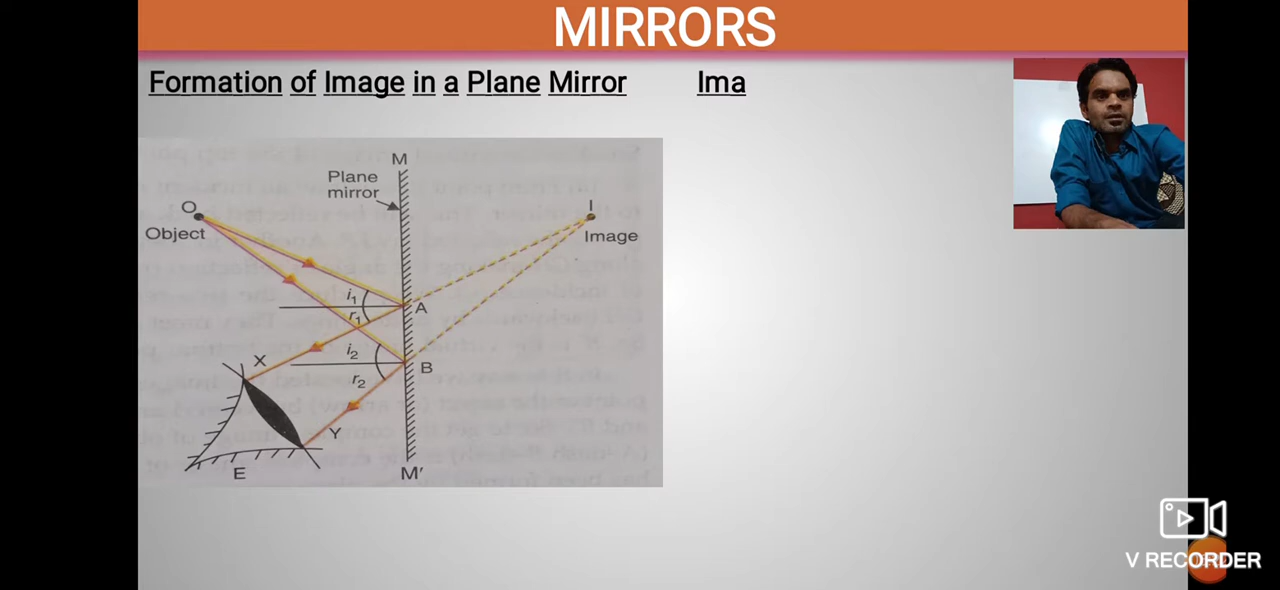 MIRRORS
Formation of Image in a Plane Mirror
Ima
M
Plane
mirror
O
Object
I
Image
i1
A
r1
X
i2
B
r2
Y
E
M'
V RECORDER